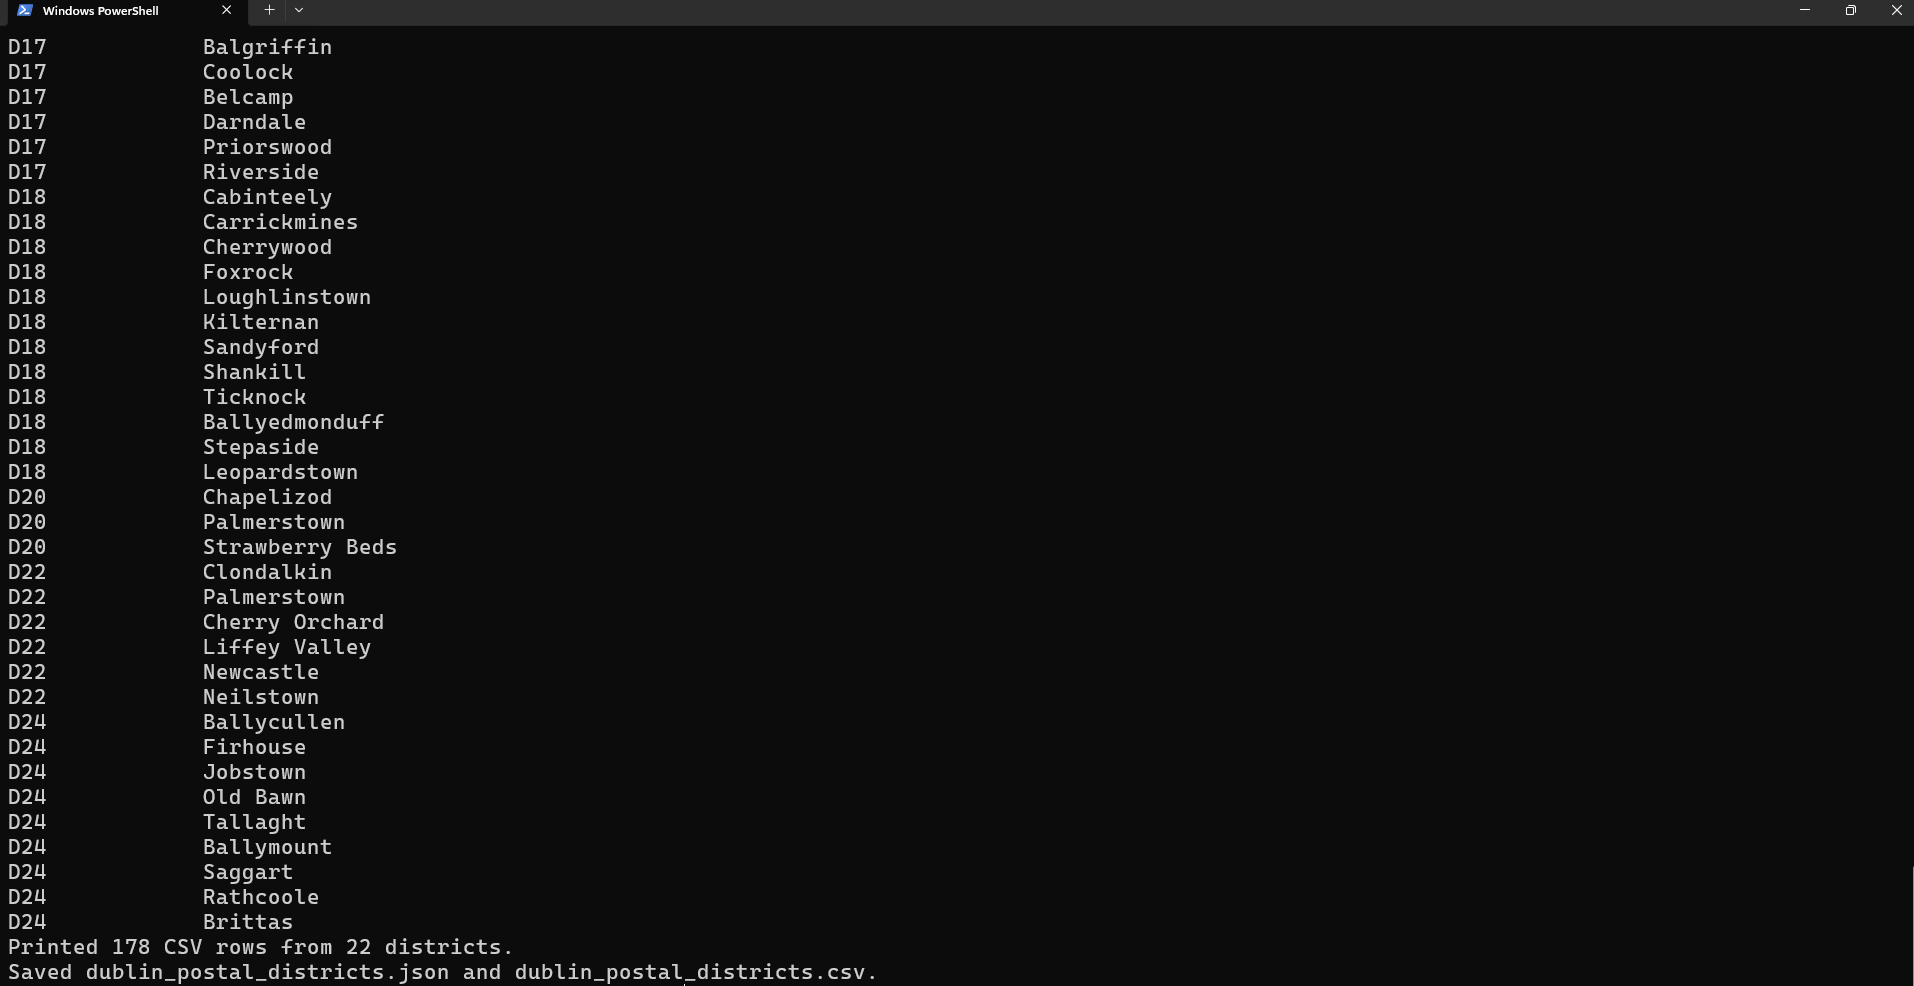 Windows PowerShell
D17 Balgriffin
D17 Coolock
D17 Belcamp
D17 Darndale
D17 Priorswood
D17 Riverside
D18 Cabinteely
D18 Carrickmines
D18 Cherrywood
D18 Foxrock
D18 Loughlinstown
D18 Kilternan
D18 Sandyford
D18 Shankill
D18 Ticknock
D18 Ballyedmonduff
D18 Stepaside
D18 Leopardstown
D20 Chapelizod
D20 Palmerstown
D20 Strawberry Beds
D22 Clondalkin
D22 Palmerstown
D22 Cherry Orchard
D22 Liffey Valley
D22 Newcastle
D22 Neilstown
D24 Ballycullen
D24 Firhouse
D24 Jobstown
D24 Old Bawn
D24 Tallaght
D24 Ballymount
D24 Saggart
D24 Rathcoole
D24 Brittas
Printed 178 CSV rows from 22 districts.
Saved dublin_postal_districts.json and dublin_postal_districts.csv.